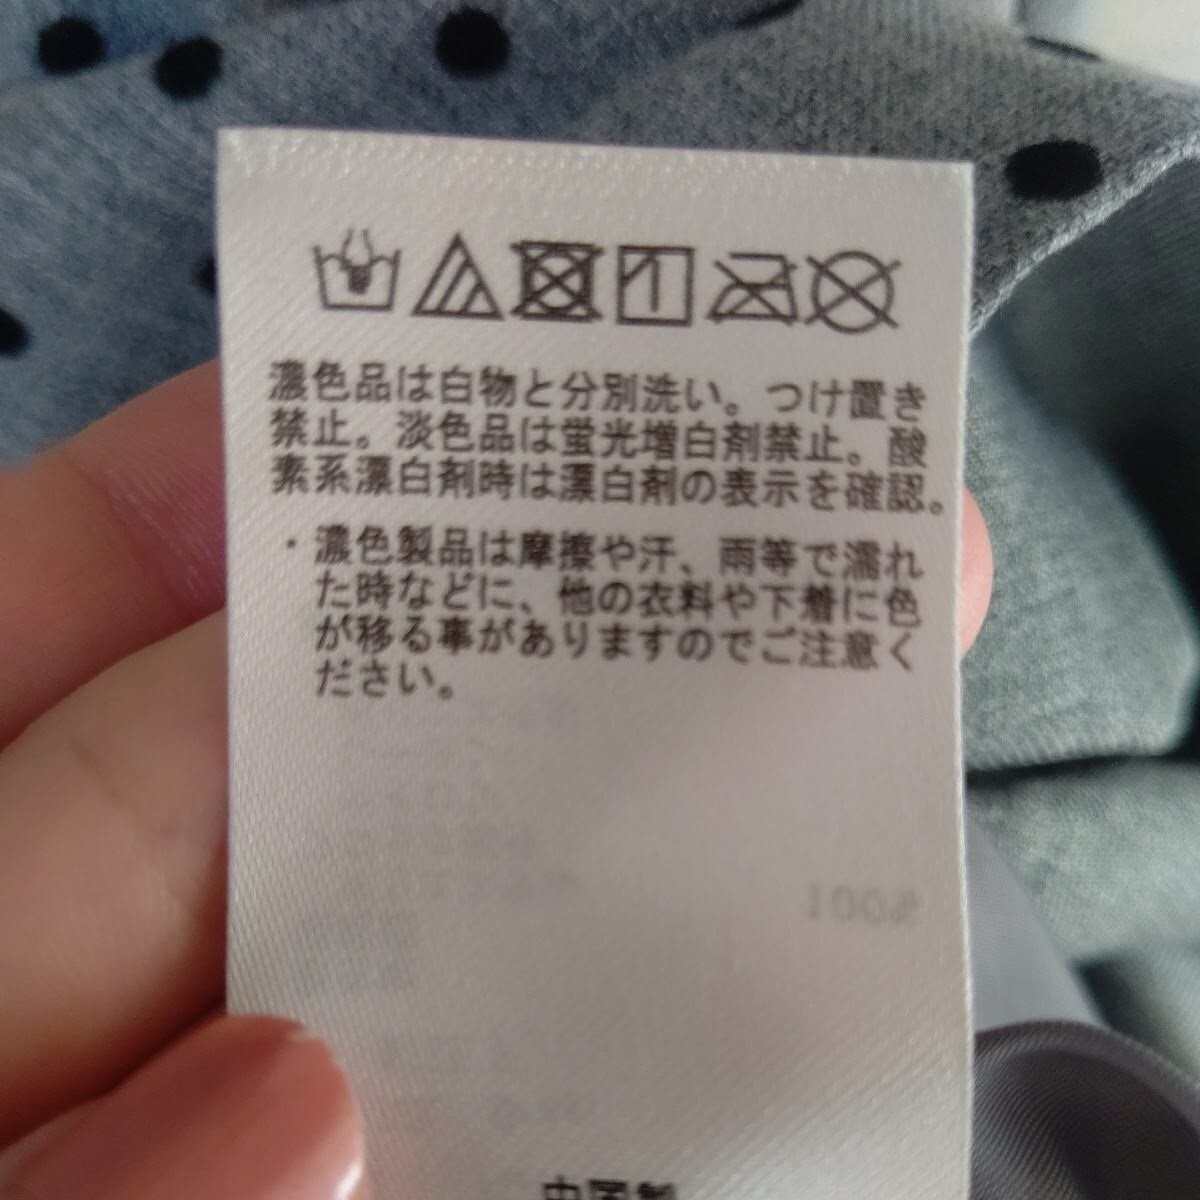 濃色品は白物と分別洗い。つけ置き
禁止。淡色品は蛍光増白剤禁止。酸
素系漂白剤時は漂白剤の表示を確認。
・濃色製品は摩擦や汗、雨等で濡れ
た時などに、他の衣料や下着に色
が移る事がありますのでご注意く
ださい。
100%
中国製